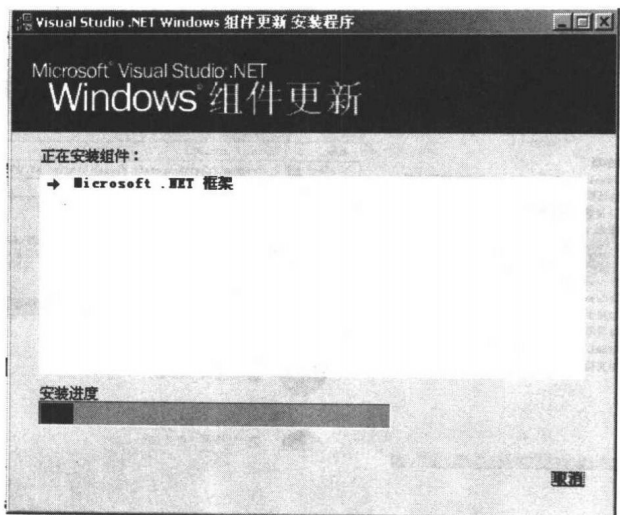 Visual Studio .NET Windows 组件更新 安装程序
Microsoft® Visual Studio .NET
Windows® 组件更新
正在安装组件：
➔ Microsoft .NET 框架
安装进度
取消